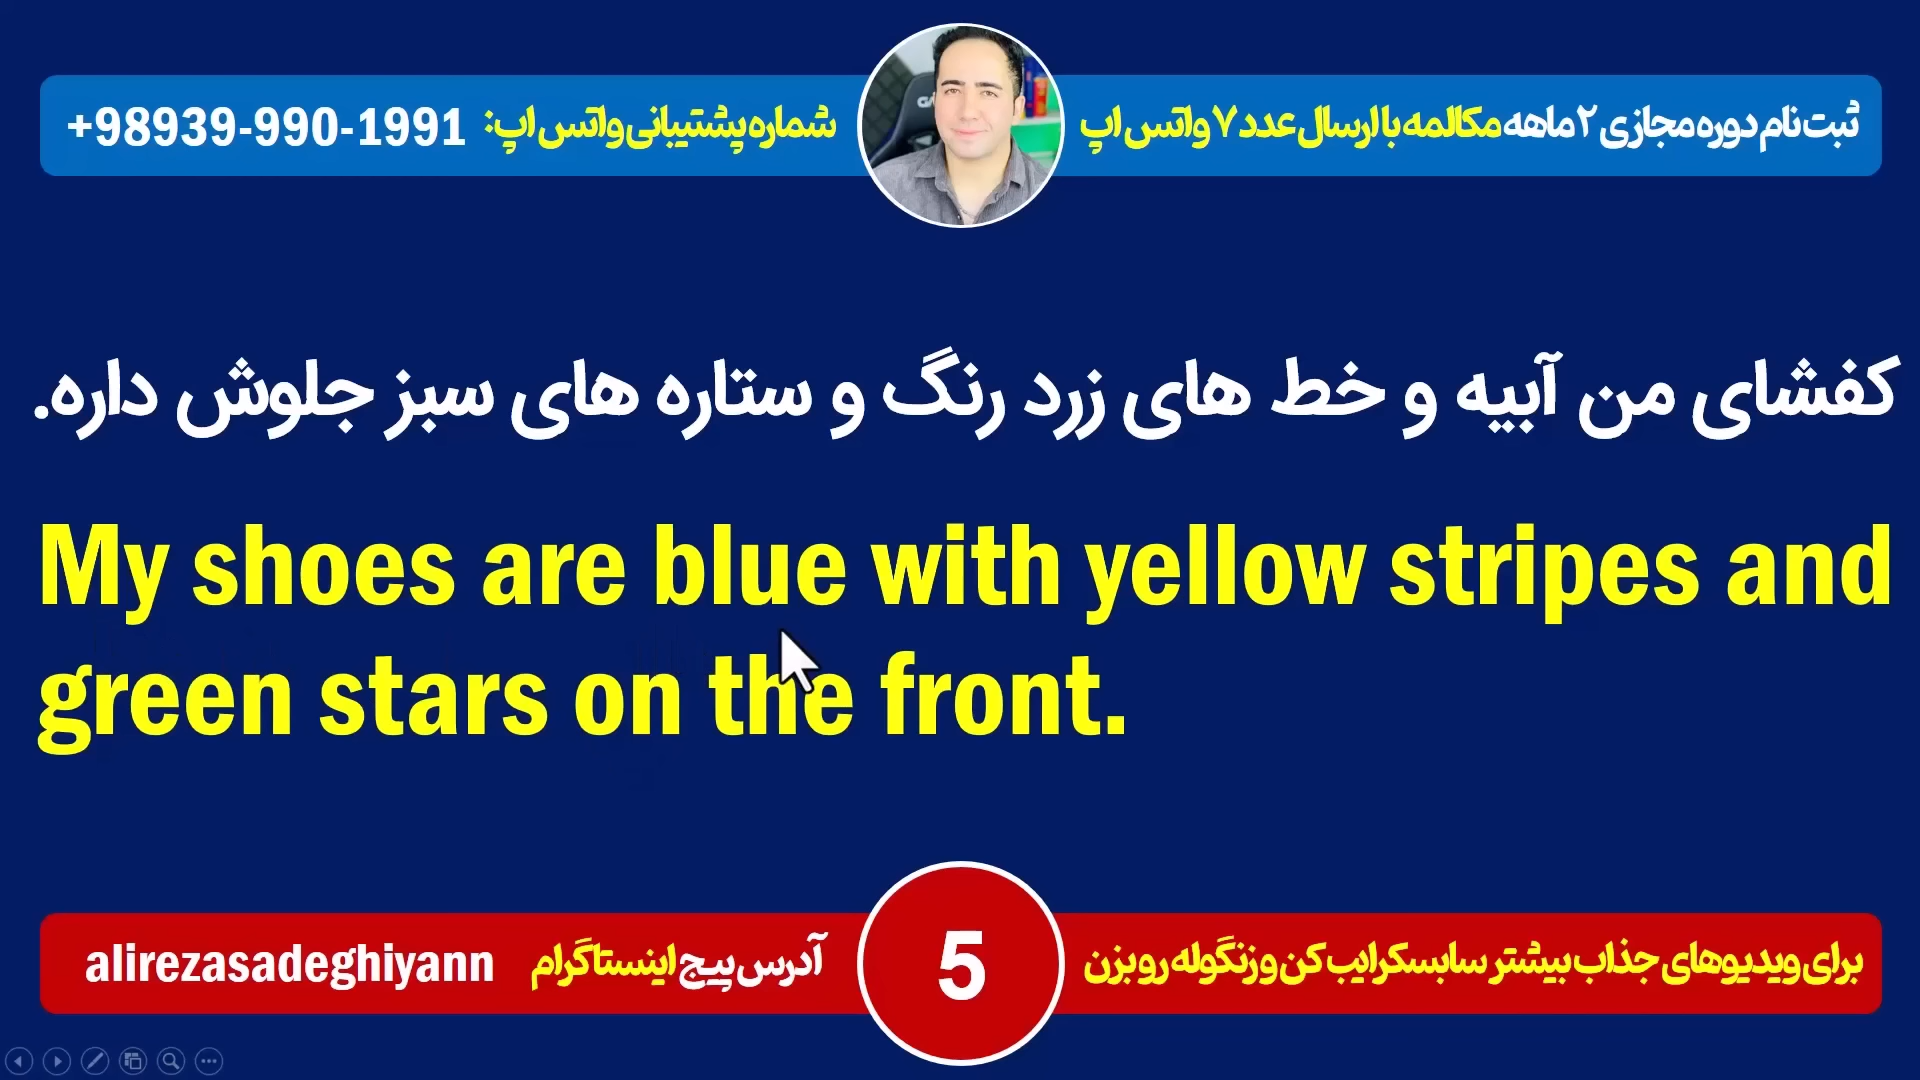 ثبت نام دوره مجازی ۲ ماهه مکالمه با ارسال عدد ۷ واتس اپ
شماره پشتیبانی واتس اپ: +98939-990-1991
کفشای من آبیه و خط های زرد رنگ و ستاره های سبز جلوش داره.
My shoes are blue with yellow stripes and
green stars on the front.
برای ویدیوهای جذاب بیشتر سابسکرایب کن و زنگوله رو بزن
5
آدرس پیج اینستاگرام alirezasadeghiyann